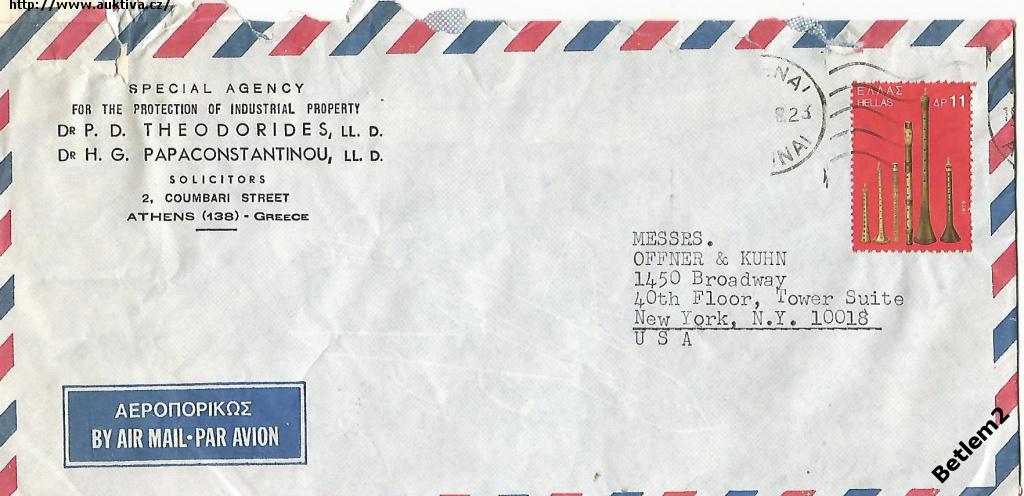 http://www.auktiva.cz/
SPECIAL AGENCY
FOR THE PROTECTION OF INDUSTRIAL PROPERTY
DR P. D. THEODORIDES, LL. D.
DR H. G. PAPACONSTANTINOU, LL. D.
SOLICITORS
2, COUMBARI STREET
ATHENS (138) - GREECE
ΕΛΛΑΣ
HELLAS
ΔΡ 11
MESSRS.
OFFNER & KUHN
1450 Broadway
40th Floor, Tower Suite
New York, N.Y. 10018
U S A
ΑΕΡΟΠΟΡΙΚΩΣ
BY AIR MAIL·PAR AVION
Betlem2